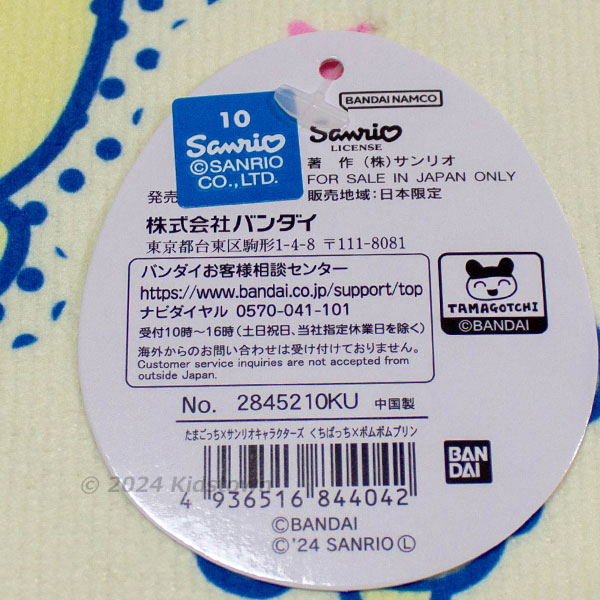 BANDAI NAMCO
10
Sanrio
©SANRIO
CO.,LTD.
Sanrio
LICENSE
著 作 (株)サンリオ
FOR SALE IN JAPAN ONLY
発売
販売地域:日本限定
株式会社バンダイ
東京都台東区駒形1-4-8 〒111-8081
バンダイお客様相談センター
https://www.bandai.co.jp/support/top
ナビダイヤル 0570-041-101
受付10時〜16時(土日祝日、当社指定休業日を除く)
海外からのお問い合わせは受け付けておりません。
Customer service inquiries are not accepted from
outside Japan.
TAMAGOTCHI
©BANDAI
No. 2845210KU 中国製
たまごっち×サンリオキャラクターズ くちぱっち×ポムポムプリン
4 936516 844042
BAN
DAI
©BANDAI
©'24 SANRIO Ⓛ
© 2024 Kidstown